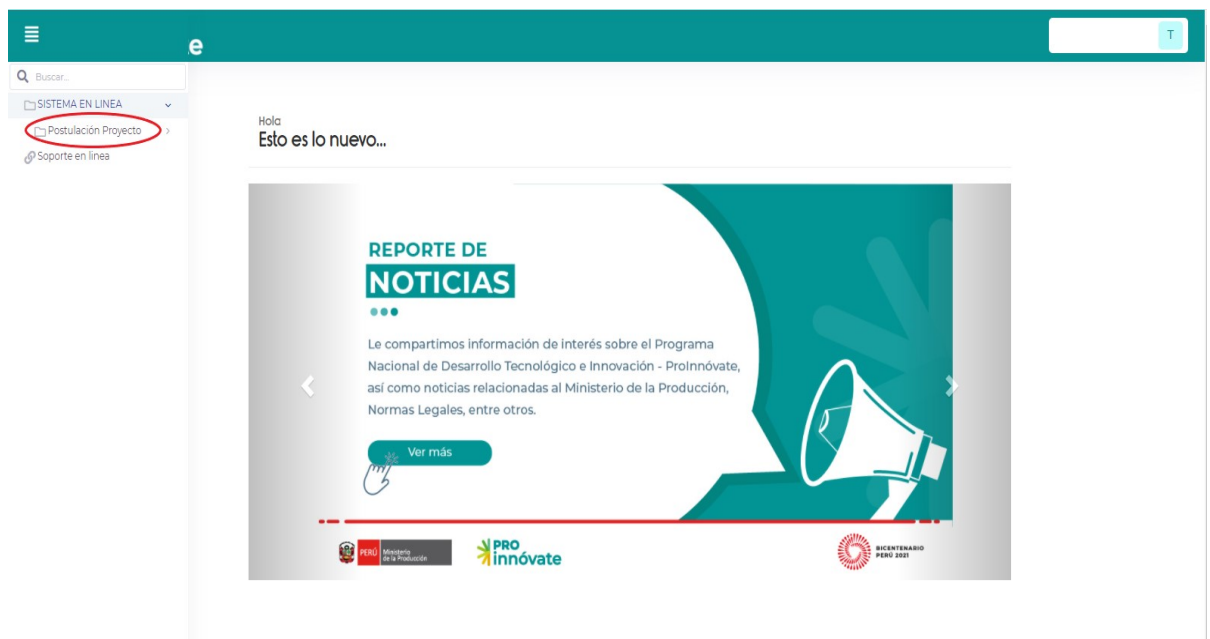 T
Buscar..
SISTEMA EN LINEA
Postulación Proyecto
Soporte en linea
Hola
Esto es lo nuevo...
REPORTE DE
NOTICIAS
Le compartimos información de interés sobre el Programa
Nacional de Desarrollo Tecnológico e Innovación - ProInnóvate,
así como noticias relacionadas al Ministerio de la Producción,
Normas Legales, entre otros.
Ver más
PERÚ
Ministerio
de la Producción
PRO
innóvate
BICENTENARIO
PERÚ 2021